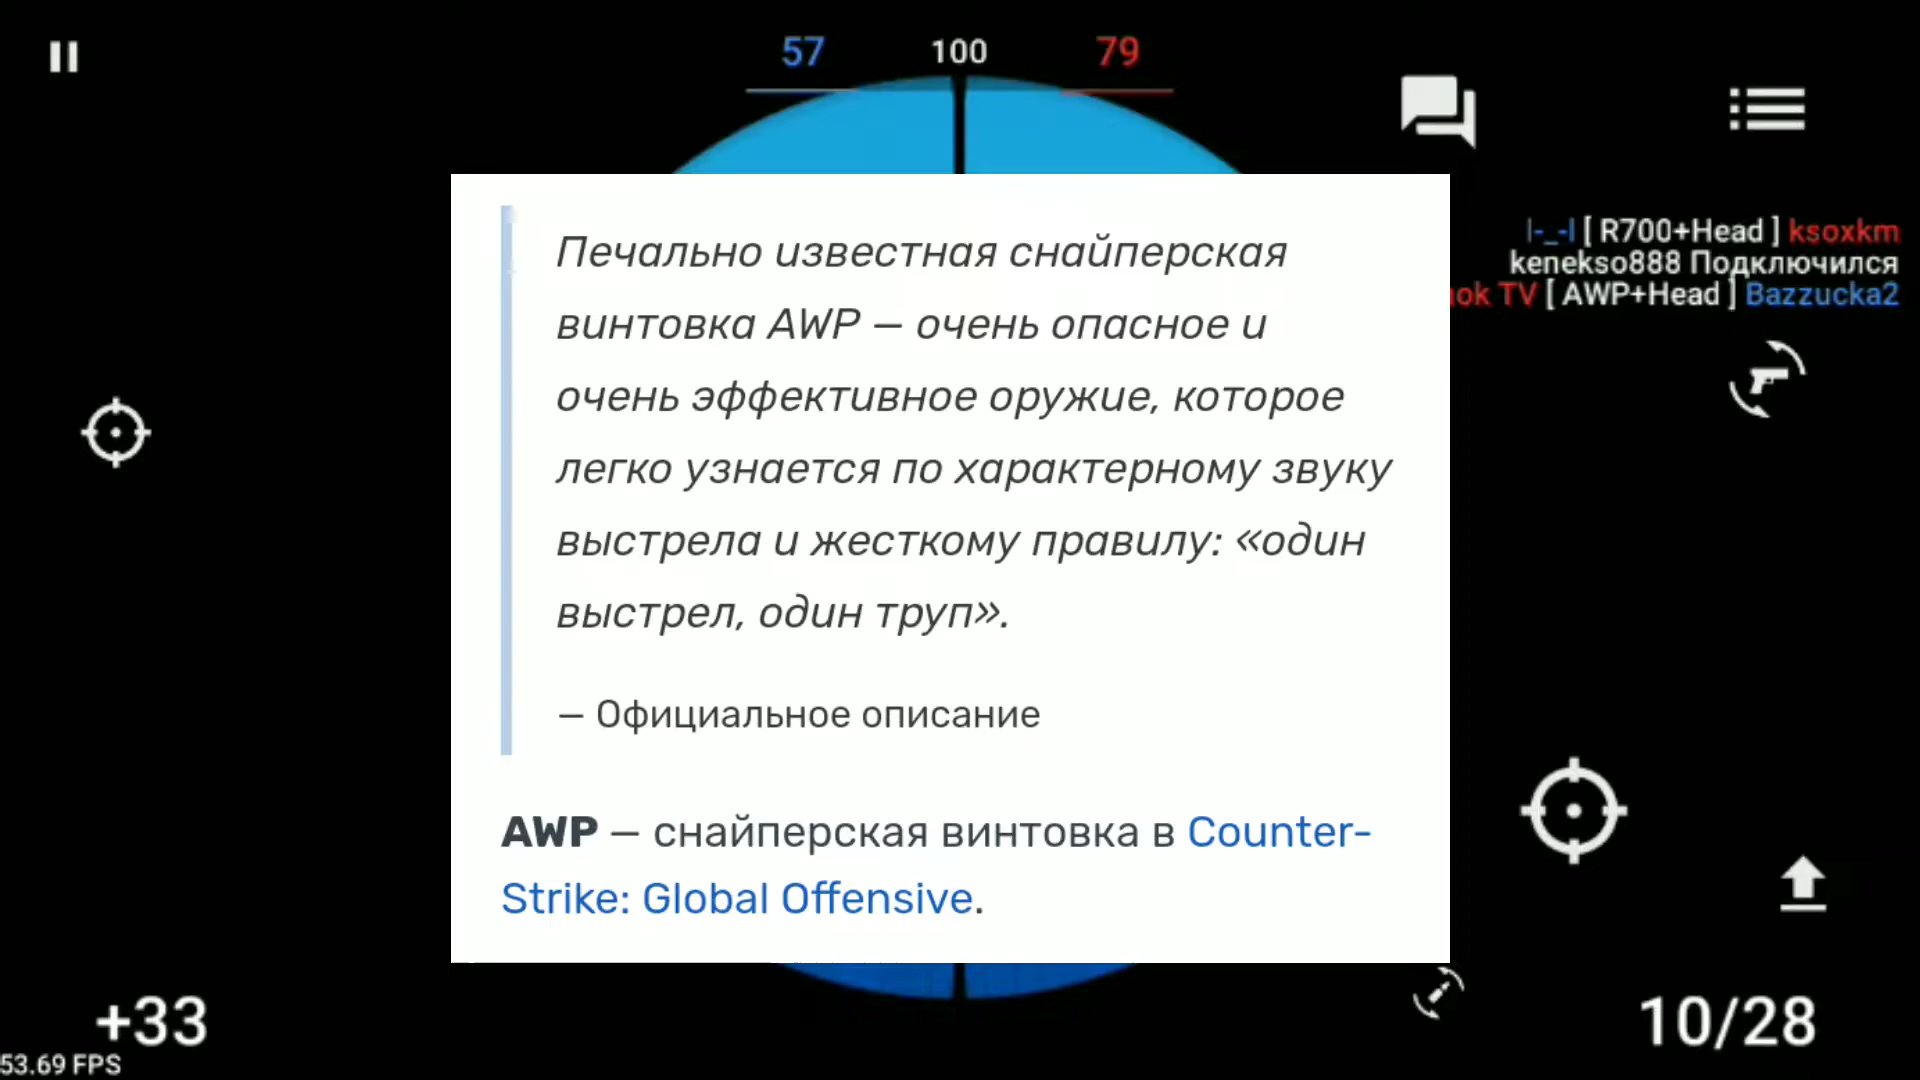 57 100 79
|-_-| [ R700+Head ] ksoxkm
kenekso888 Подключился
ok TV [ AWP+Head ] Bazzucka2
Печально известная снайперская
винтовка AWP — очень опасное и
очень эффективное оружие, которое
легко узнается по характерному звуку
выстрела и жесткому правилу: «один
выстрел, один труп».
— Официальное описание
AWP — снайперская винтовка в Counter-
Strike: Global Offensive.
+33
10/28
53.69 FPS